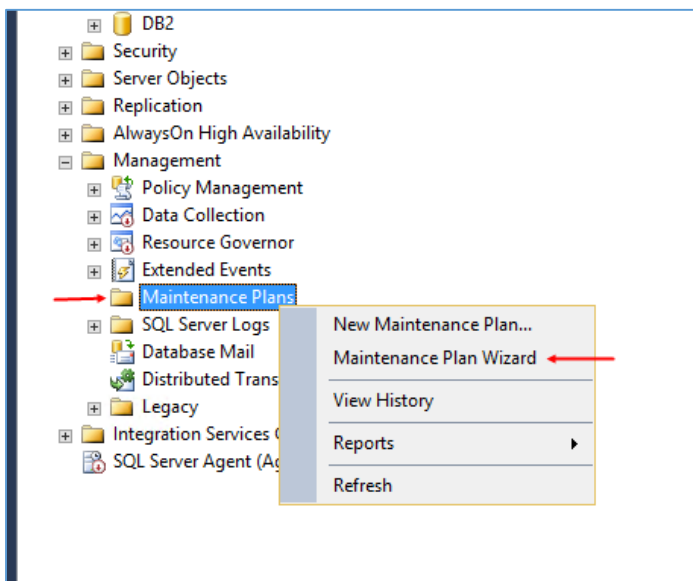 DB2
Security
Server Objects
Replication
AlwaysOn High Availability
Management
Policy Management
Data Collection
Resource Governor
Extended Events
Maintenance Plans
SQL Server Logs
Database Mail
Distributed Trans
Legacy
Integration Services
SQL Server Agent (Ag
New Maintenance Plan...
Maintenance Plan Wizard
View History
Reports
Refresh